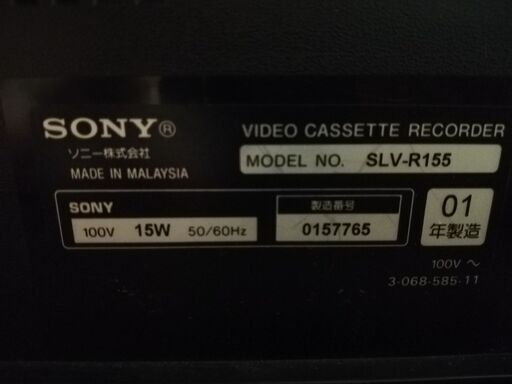 SONY®
VIDEO CASSETTE RECORDER
ソニー株式会社
MODEL NO. SLV-R155
MADE IN MALAYSIA
SONY
100V 15W 50/60Hz
製造番号
0157765
01
年製造
100V ～
3-068-585-11